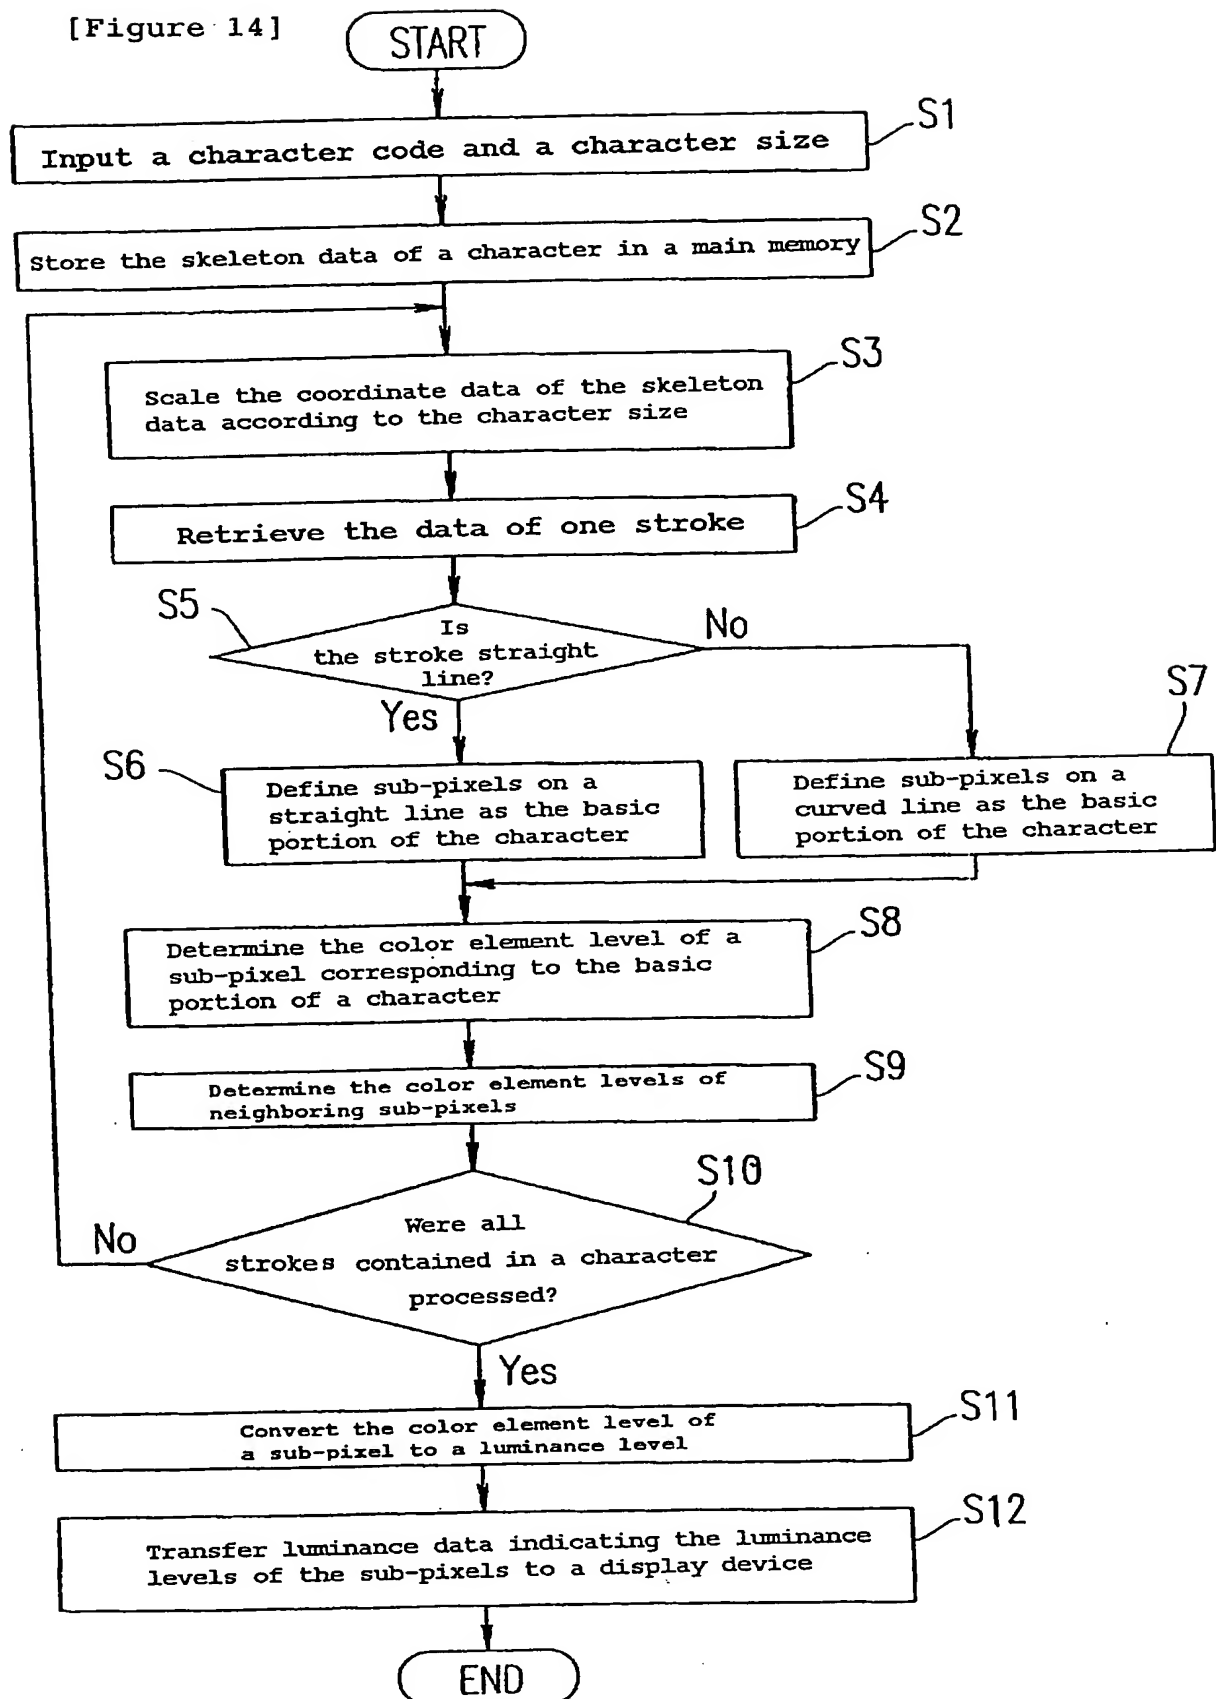 [Figure 14]
START
S1
Input a character code and a character size
S2
Store the skeleton data of a character in a main memory
S3
Scale the coordinate data of the skeleton
data according to the character size
S4
Retrieve the data of one stroke
S5
Is
the stroke straight
line?
No
Yes
S6
Define sub-pixels on a
straight line as the basic
portion of the character
S7
Define sub-pixels on a
curved line as the basic
portion of the character
S8
Determine the color element level of a
sub-pixel corresponding to the basic
portion of a character
S9
Determine the color element levels of
neighboring sub-pixels
S10
Were all
strokes contained in a character
processed?
No
Yes
S11
Convert the color element level of
a sub-pixel to a luminance level
S12
Transfer luminance data indicating the luminance
levels of the sub-pixels to a display device
END